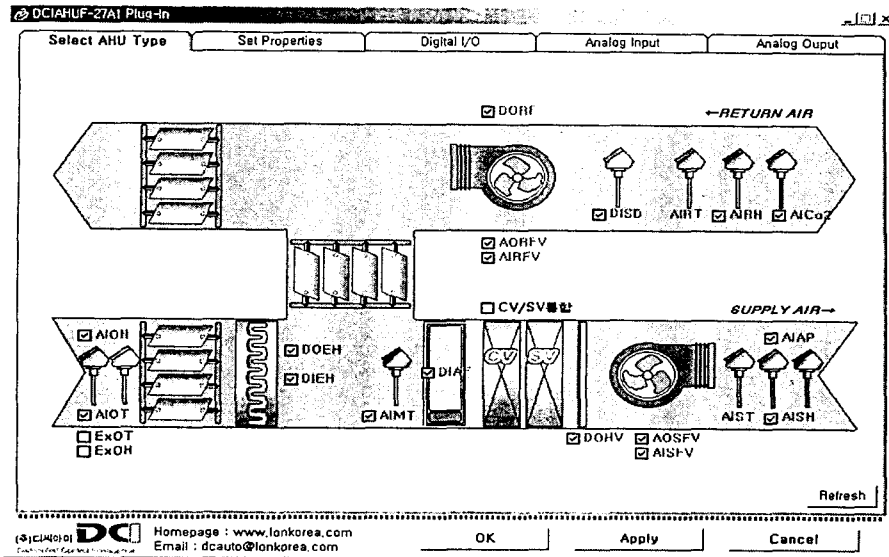 DCIAHUF-27A1 Plug-In
Select AHU Type
Set Properties
Digital I/O
Analog Input
Analog Ouput
DORF
←RETURN AIR
DISD
AIRT
AIRH
AICo2
AORFV
AIRFV
CV/SV통합
SUPPLY AIR→
AIOH
DOEH
DIEH
DIAF
CV
SV
AIAP
AIOT
AIMT
AIST
AISH
ExOT
ExOH
DOHV
AOSFV
AISFV
Refresh
(주)디씨아이
DCI
Homepage : www.lonkorea.com
Email : dcauto@lonkorea.com
OK
Apply
Cancel